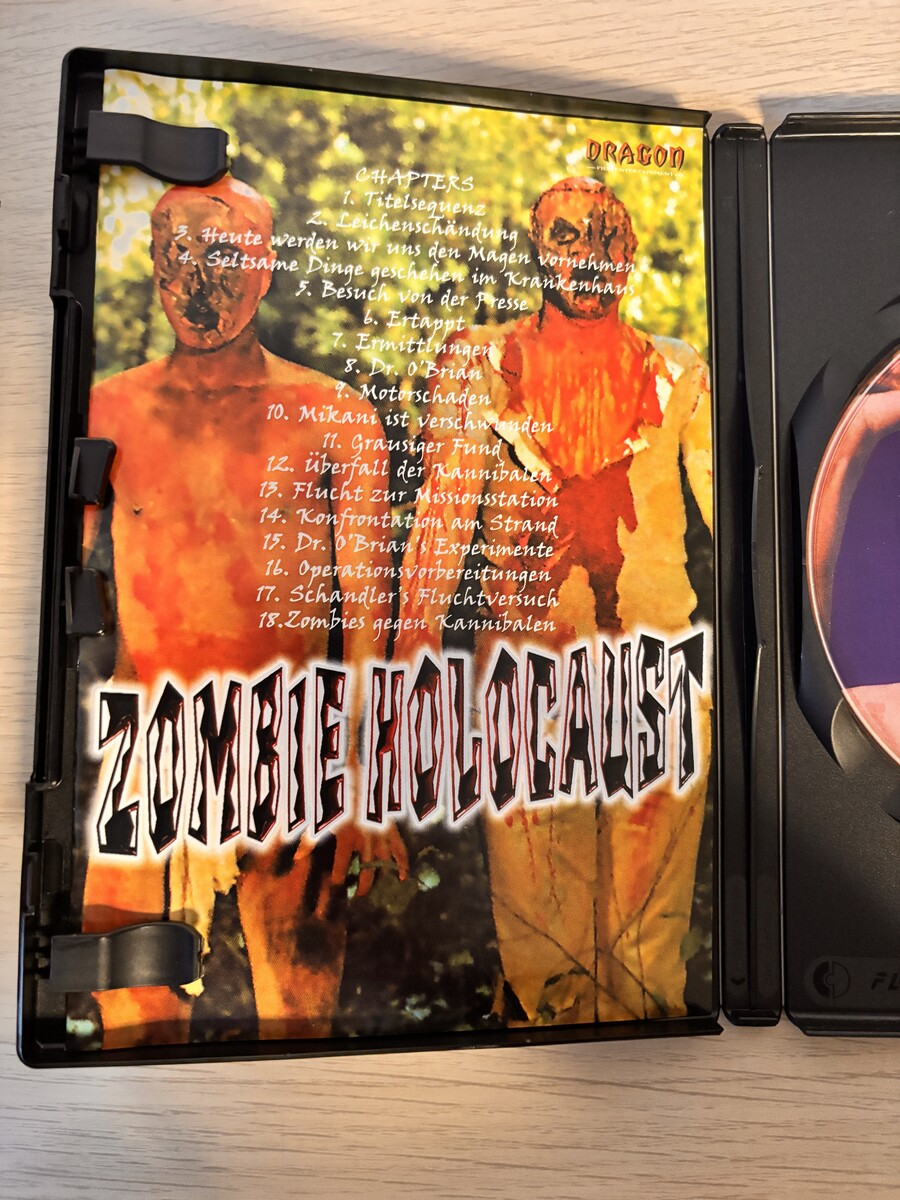 DRAGON
CHAPTERS
1. Titelsequenz
2. Leichenschändung
3. Heute werden wir uns den Magen vornehmen
4. Seltsame Dinge geschehen im Krankenhaus
5. Besuch von der Presse
6. Ertappt
7. Ermittlungen
8. Dr. O'Brian
9. Motorschaden
10. Mikani ist verschwunden
11. Grausiger Fund
12. Überfall der Kannibalen
13. Flucht zur Missionsstation
14. Konfrontation am Strand
15. Dr. O'Brian's Experimente
16. Operationsvorbereitungen
17. Schandler's Fluchtversuch
18.Zombies gegen Kannibalen
ZOMBIE HOLOCAUST